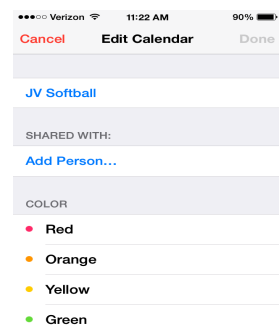 Verizon 11:22 AM 90%
Cancel Edit Calendar Done
JV Softball
SHARED WITH:
Add Person...
COLOR
Red
Orange
Yellow
Green